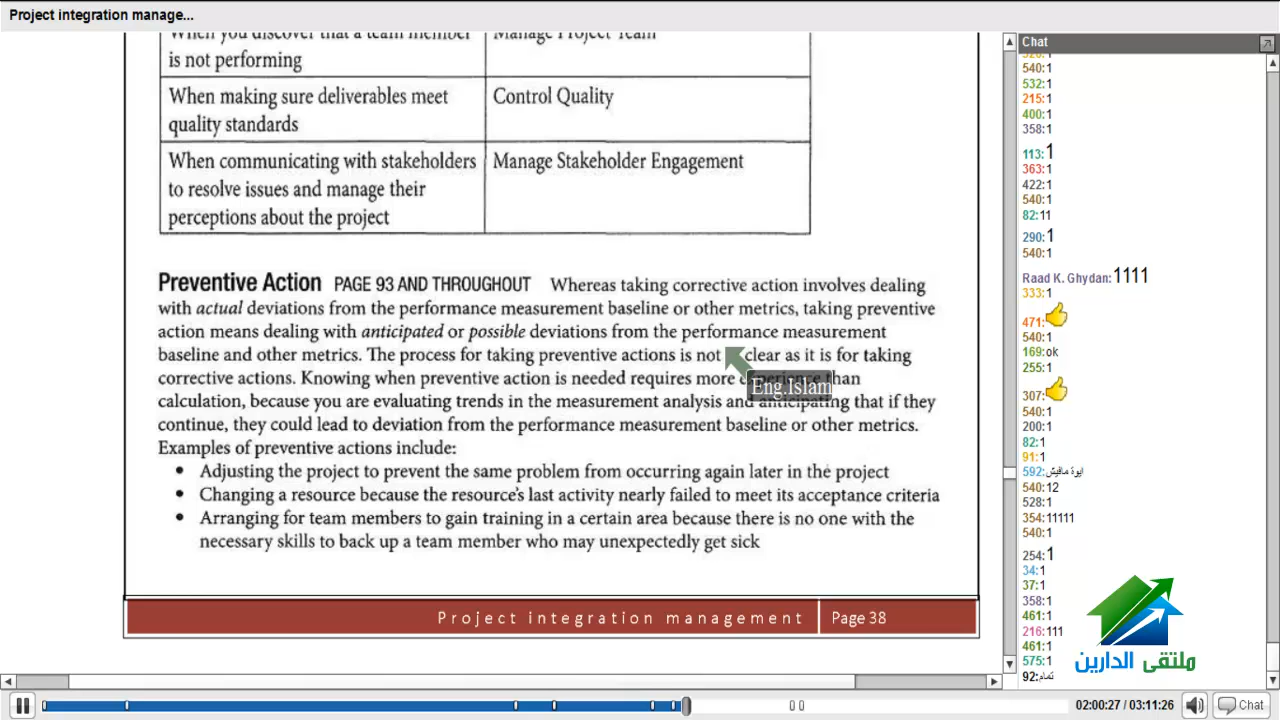 Project integration manage...
When you discover that a team member
is not performing
Manage Project Team
When making sure deliverables meet
quality standards
Control Quality
When communicating with stakeholders
to resolve issues and manage their
perceptions about the project
Manage Stakeholder Engagement
Preventive Action PAGE 93 AND THROUGHOUT Whereas taking corrective action involves dealing
with actual deviations from the performance measurement baseline or other metrics, taking preventive
action means dealing with anticipated or possible deviations from the performance measurement
baseline and other metrics. The process for taking preventive actions is not clear as it is for taking
corrective actions. Knowing when preventive action is needed requires more experience than
calculation, because you are evaluating trends in the measurement analysis and anticipating that if they
continue, they could lead to deviation from the performance measurement baseline or other metrics.
Examples of preventive actions include:
• Adjusting the project to prevent the same problem from occurring again later in the project
• Changing a resource because the resource's last activity nearly failed to meet its acceptance criteria
• Arranging for team members to gain training in a certain area because there is no one with the
necessary skills to back up a team member who may unexpectedly get sick
Eng.islam
Project integration management Page 38
Chat
540:1
532:1
215:1
400:1
358:1
113:1
363:1
422:1
540:1
82:11
290:1
540:1
Raad K. Ghydan:1111
333:1
471:
540:1
169:ok
255:1
307:
540:1
200:1
82:1
91:1
592: ايوة مافيش
540:12
528:1
354:11111
540:1
254:1
34:1
37:1
358:1
461:1
216:111
461:1
575:1
92: تمام
ملتقى الدارين
02:00:27 / 03:11:26
Chat